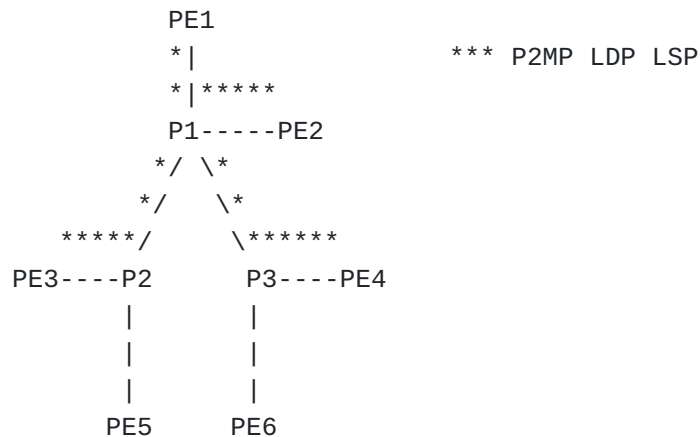 PE1
*| *** P2MP LDP LSP
*|*****
P1-----PE2
*/ \*
*/ \*
*****/ \******
PE3----P2 P3----PE4
| |
| |
| |
PE5 PE6